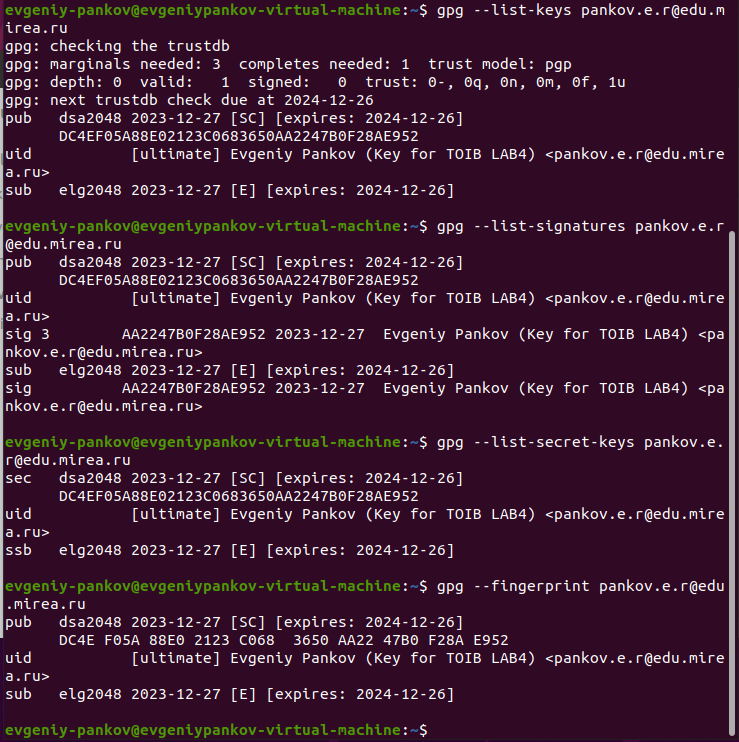 evgeniy-pankov@evgeniypankov-virtual-machine:~$ gpg --list-keys pankov.e.r@edu.m
irea.ru
gpg: checking the trustdb
gpg: marginals needed: 3  completes needed: 1  trust model: pgp
gpg: depth: 0  valid:   1  signed:   0  trust: 0-, 0q, 0n, 0m, 0f, 1u
gpg: next trustdb check due at 2024-12-26
pub   dsa2048 2023-12-27 [SC] [expires: 2024-12-26]
      DC4EF05A88E02123C0683650AA2247B0F28AE952
uid           [ultimate] Evgeniy Pankov (Key for TOIB LAB4) <pankov.e.r@edu.mire
a.ru>
sub   elg2048 2023-12-27 [E] [expires: 2024-12-26]

evgeniy-pankov@evgeniypankov-virtual-machine:~$ gpg --list-signatures pankov.e.r
@edu.mirea.ru
pub   dsa2048 2023-12-27 [SC] [expires: 2024-12-26]
      DC4EF05A88E02123C0683650AA2247B0F28AE952
uid           [ultimate] Evgeniy Pankov (Key for TOIB LAB4) <pankov.e.r@edu.mire
a.ru>
sig 3        AA2247B0F28AE952 2023-12-27  Evgeniy Pankov (Key for TOIB LAB4) <pa
nkov.e.r@edu.mirea.ru>
sub   elg2048 2023-12-27 [E] [expires: 2024-12-26]
sig          AA2247B0F28AE952 2023-12-27  Evgeniy Pankov (Key for TOIB LAB4) <pa
nkov.e.r@edu.mirea.ru>

evgeniy-pankov@evgeniypankov-virtual-machine:~$ gpg --list-secret-keys pankov.e.
r@edu.mirea.ru
sec   dsa2048 2023-12-27 [SC] [expires: 2024-12-26]
      DC4EF05A88E02123C0683650AA2247B0F28AE952
uid           [ultimate] Evgeniy Pankov (Key for TOIB LAB4) <pankov.e.r@edu.mire
a.ru>
ssb   elg2048 2023-12-27 [E] [expires: 2024-12-26]

evgeniy-pankov@evgeniypankov-virtual-machine:~$ gpg --fingerprint pankov.e.r@edu
.mirea.ru
pub   dsa2048 2023-12-27 [SC] [expires: 2024-12-26]
      DC4E F05A 88E0 2123 C068  3650 AA22 47B0 F28A E952
uid           [ultimate] Evgeniy Pankov (Key for TOIB LAB4) <pankov.e.r@edu.mire
a.ru>
sub   elg2048 2023-12-27 [E] [expires: 2024-12-26]

evgeniy-pankov@evgeniypankov-virtual-machine:~$